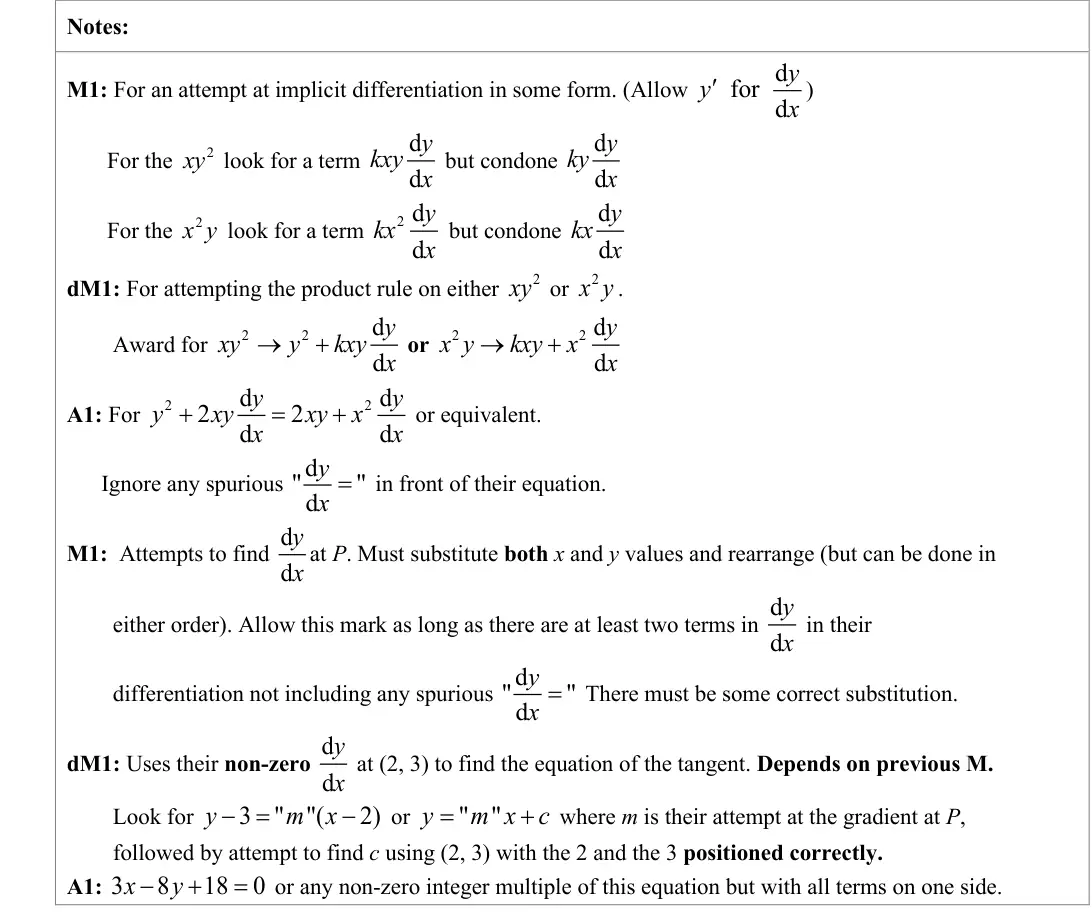 Notes:
M1: For an attempt at implicit differentiation in some form. (Allow y′ for dy/dx)
For the xy² look for a term kxy dy/dx but condone ky dy/dx
For the x²y look for a term kx² dy/dx but condone kx dy/dx
dM1: For attempting the product rule on either xy² or x²y.
Award for xy² → y² + kxy dy/dx or x²y → kxy + x² dy/dx
A1: For y² + 2xy dy/dx = 2xy + x² dy/dx or equivalent.
Ignore any spurious "dy/dx =" in front of their equation.
M1: Attempts to find dy/dx at P. Must substitute both x and y values and rearrange (but can be done in
either order). Allow this mark as long as there are at least two terms in dy/dx in their
differentiation not including any spurious "dy/dx =" There must be some correct substitution.
dM1: Uses their non-zero dy/dx at (2, 3) to find the equation of the tangent. Depends on previous M.
Look for y − 3 = "m"(x − 2) or y = "m"x + c where m is their attempt at the gradient at P,
followed by attempt to find c using (2, 3) with the 2 and the 3 positioned correctly.
A1: 3x − 8y + 18 = 0 or any non-zero integer multiple of this equation but with all terms on one side.